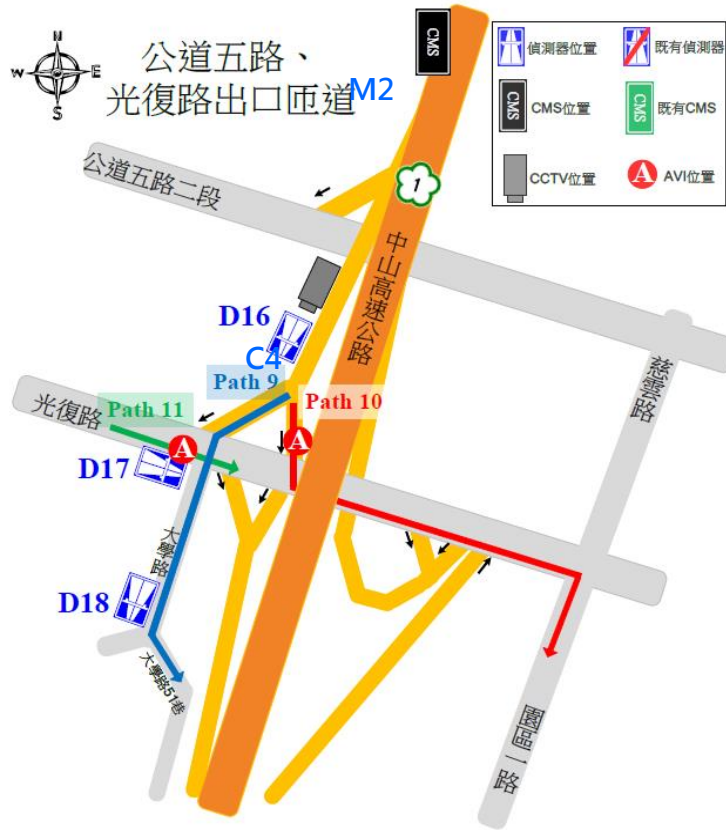 N
W
E
S
公道五路、
光復路出口匝道
M2
CMS
CMS
CMS
偵測器位置
既有偵測器
CMS位置
既有CMS
CCTV位置
A
AVI位置
1
公道五路二段
中山高速公路
慈雲路
D16
C4
Path 9
Path 10
光復路
Path 11
A
A
D17
大學路
D18
大學路51巷
園區一路